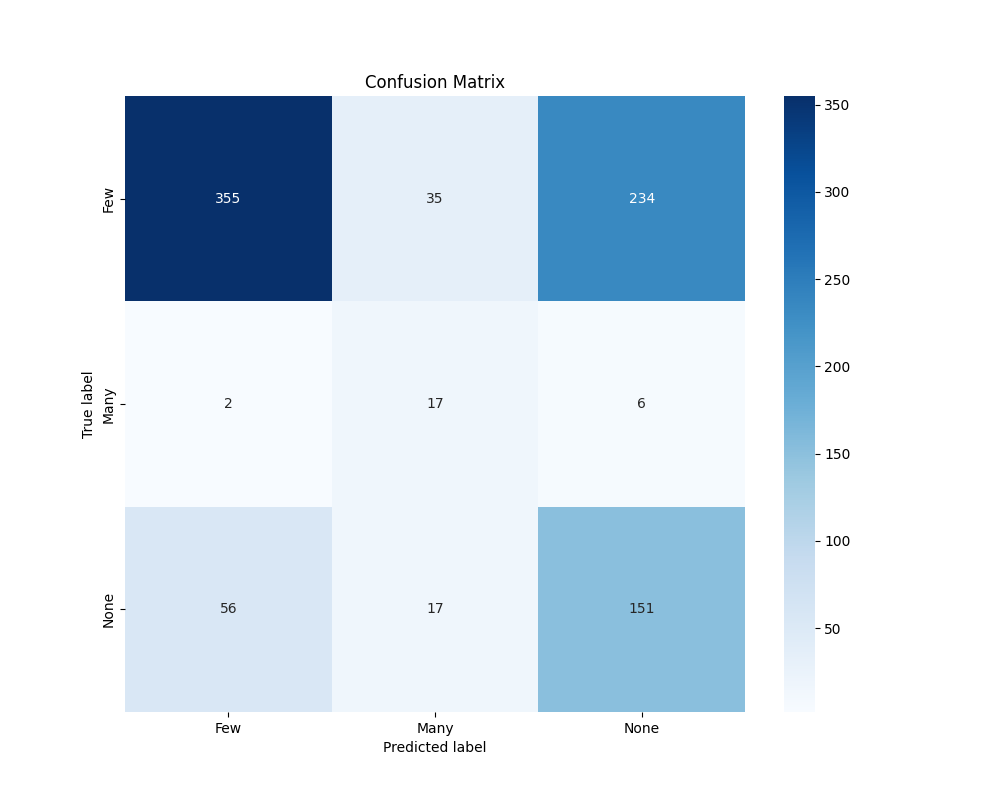 Confusion Matrix
True label
Few
355
35
234
Many
2
17
6
None
56
17
151
Few
Many
None
Predicted label
350
300
250
200
150
100
50